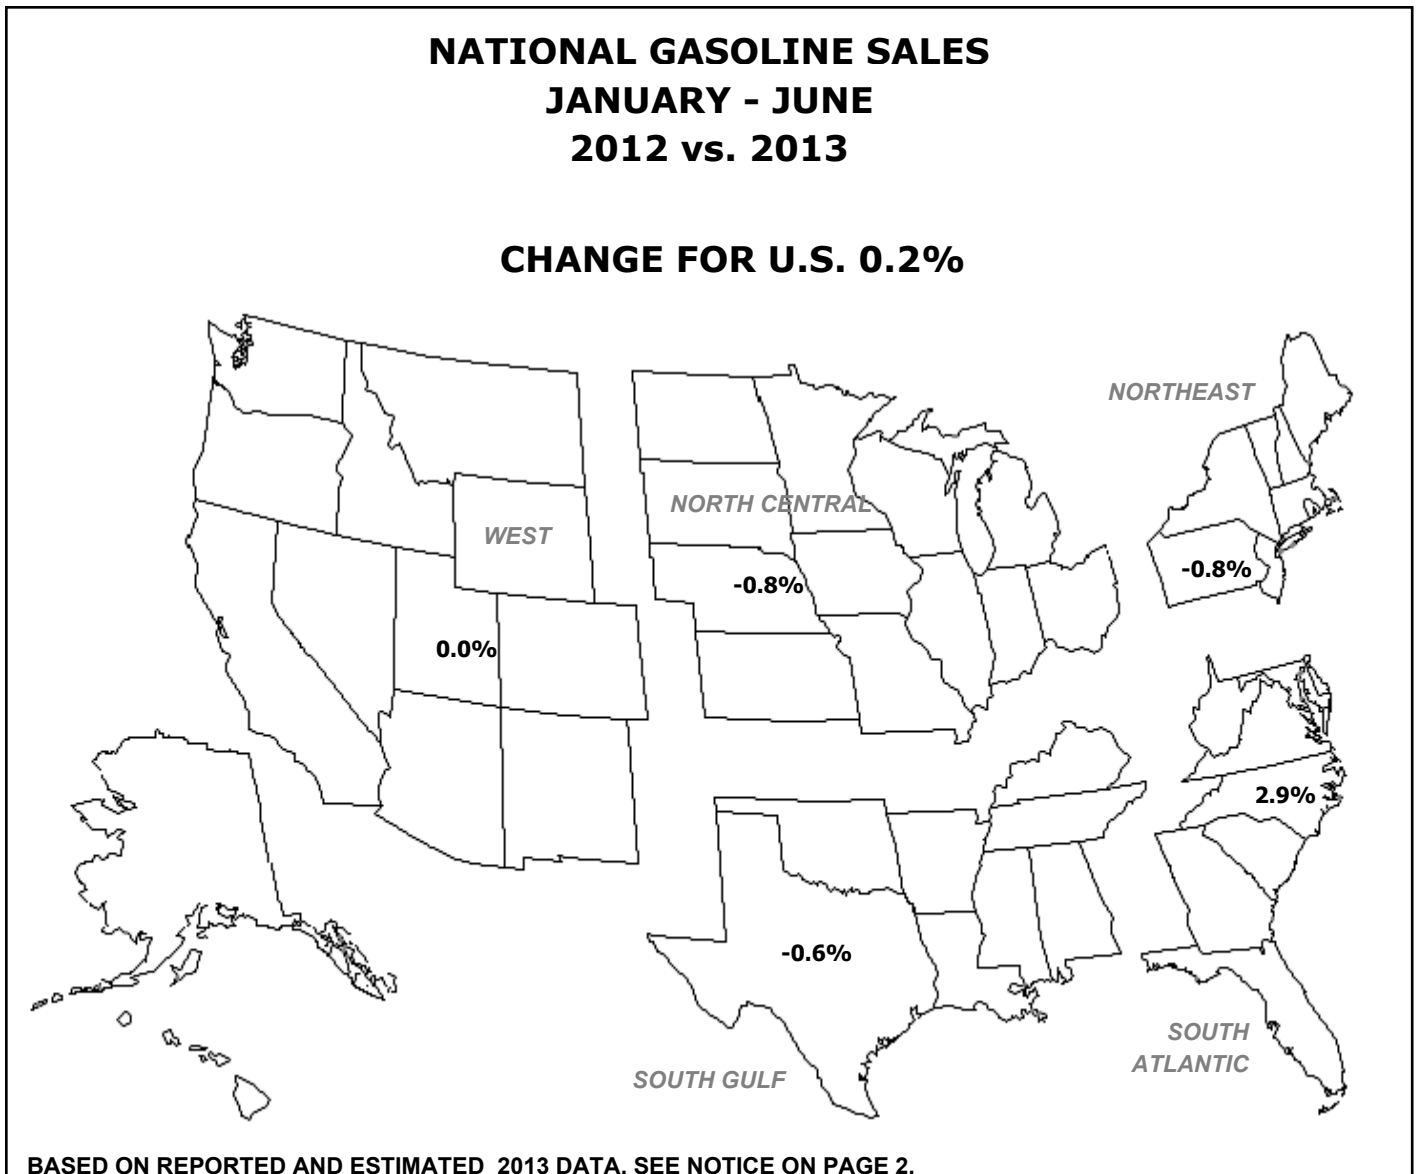 NATIONAL GASOLINE SALES
JANUARY - JUNE
2012 vs. 2013
CHANGE FOR U.S. 0.2%
NORTHEAST
NORTH CENTRAL
WEST
-0.8%
-0.8%
0.0%
2.9%
-0.6%
SOUTH
ATLANTIC
SOUTH GULF
BASED ON REPORTED AND ESTIMATED  2013 DATA. SEE NOTICE ON PAGE 2.